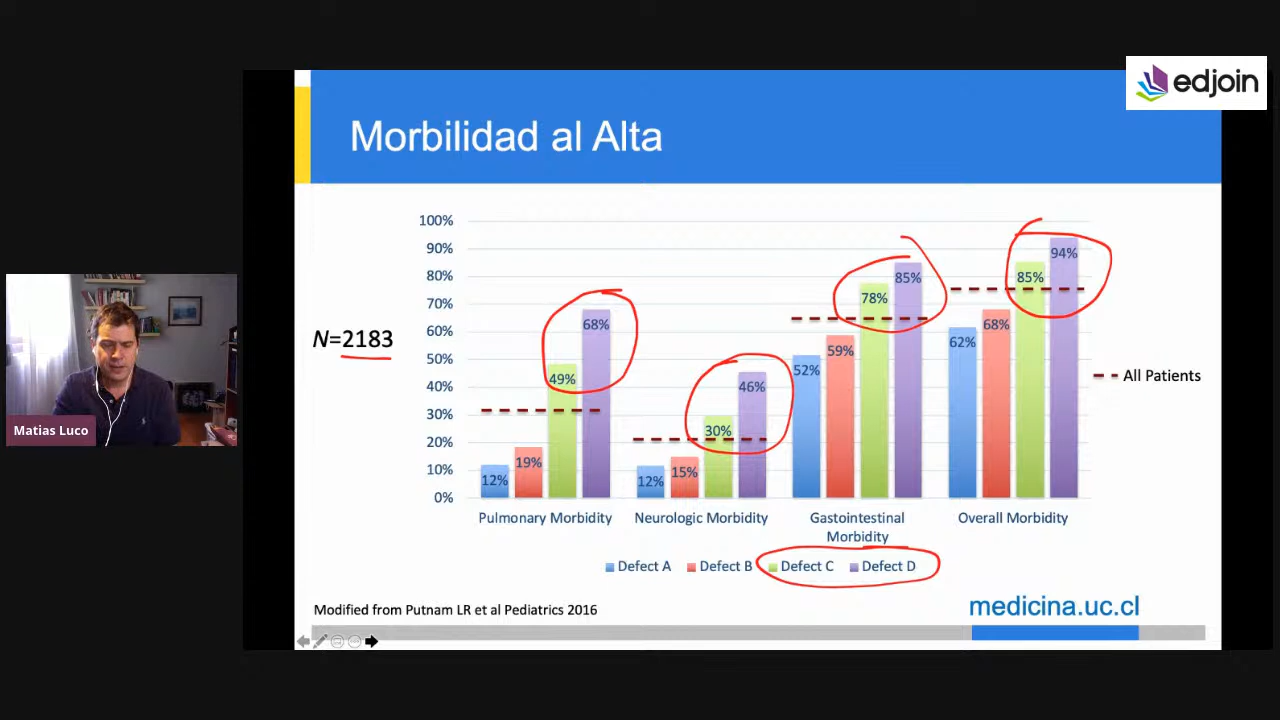 edjoin
Morbilidad al Alta
100%
90%
80%
70%
60%
50%
40%
30%
20%
10%
0%
N=2183
12%
19%
49%
68%
12%
15%
30%
46%
52%
59%
78%
85%
62%
68%
85%
94%
All Patients
Pulmonary Morbidity
Neurologic Morbidity
Gastointestinal
Morbidity
Overall Morbidity
Defect A
Defect B
Defect C
Defect D
Modified from Putnam LR et al Pediatrics 2016
medicina.uc.cl
Matias Luco